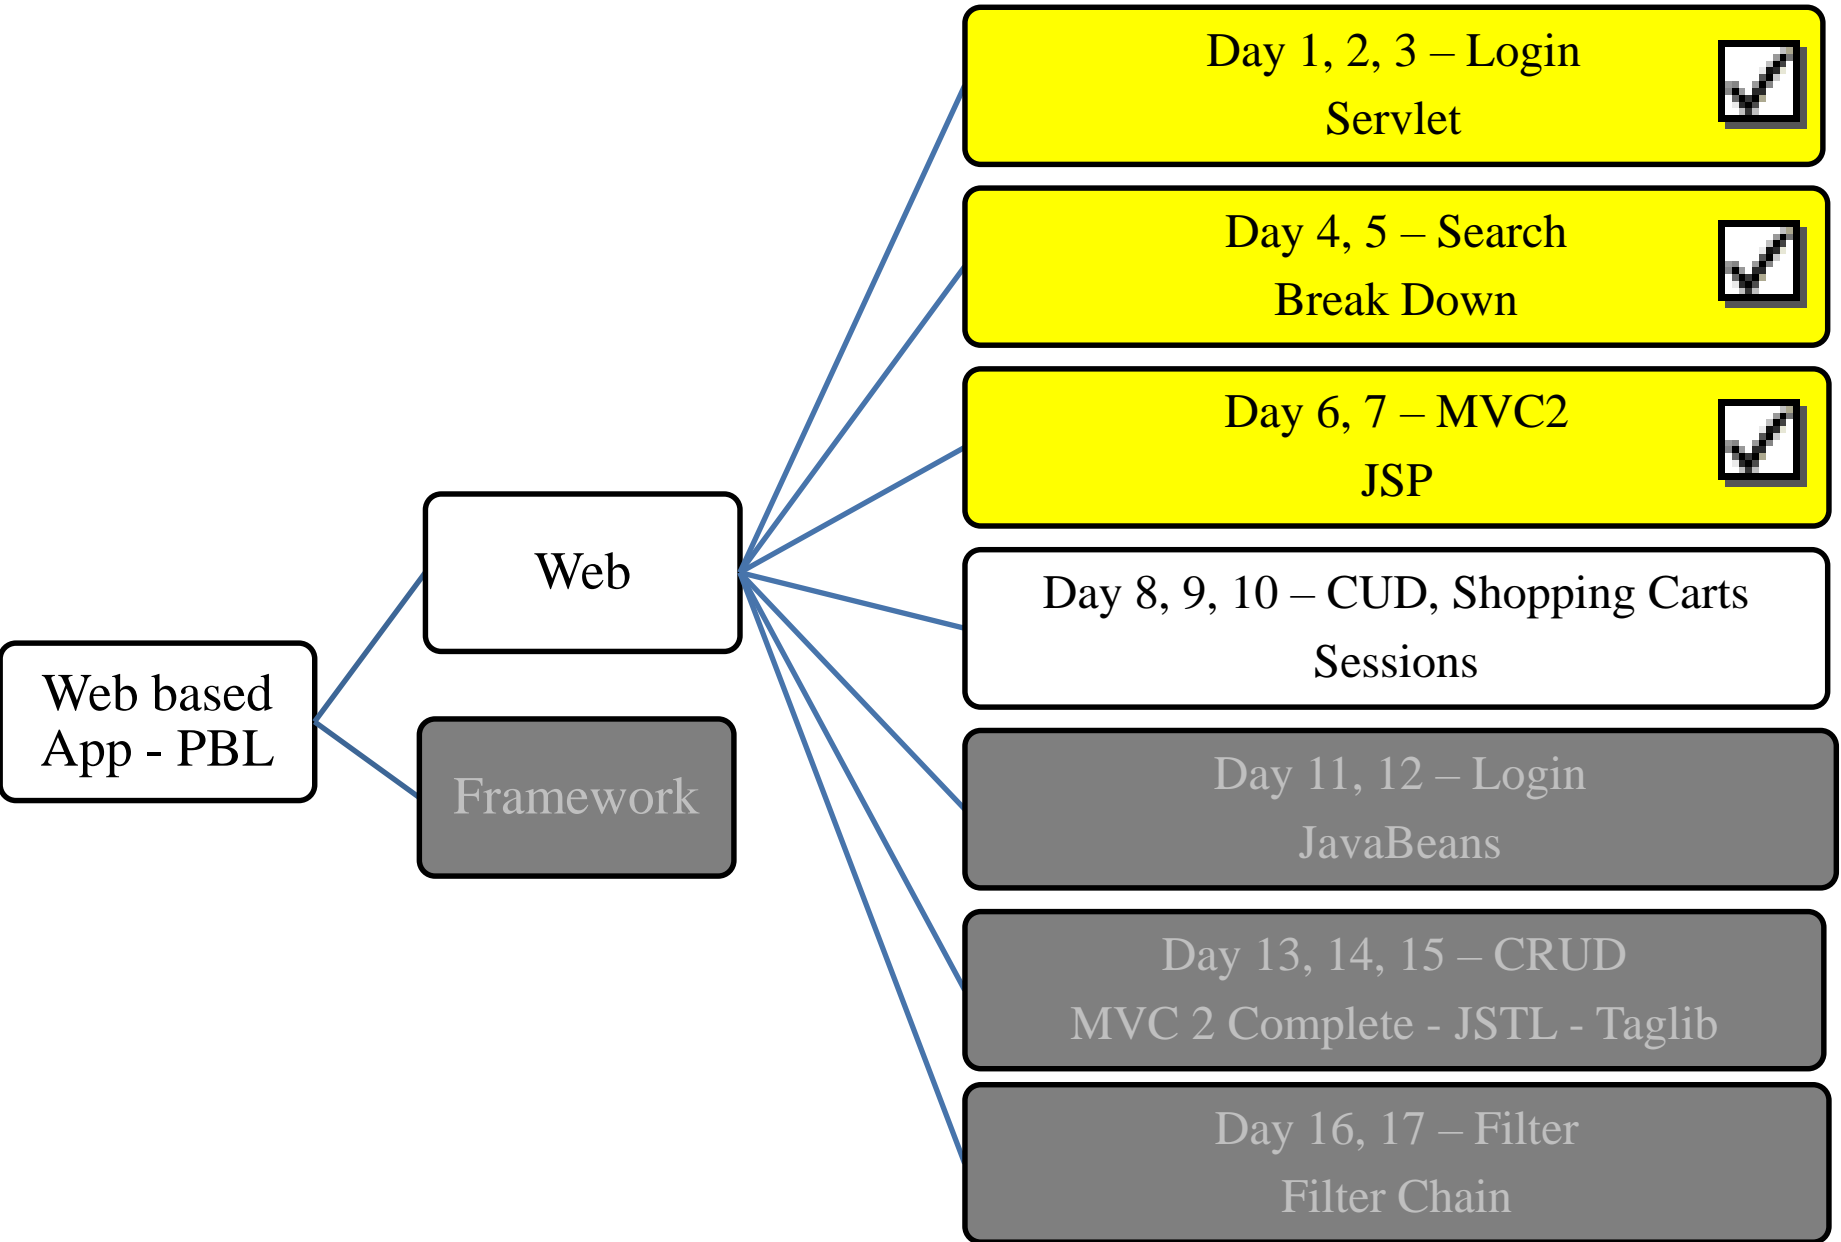 Web based
App - PBL
Web
Framework
Day 1, 2, 3 – Login
Servlet
Day 4, 5 – Search
Break Down
Day 6, 7 – MVC2
JSP
Day 8, 9, 10 – CUD, Shopping Carts
Sessions
Day 11, 12 – Login
JavaBeans
Day 13, 14, 15 – CRUD
MVC 2 Complete - JSTL - Taglib
Day 16, 17 – Filter
Filter Chain